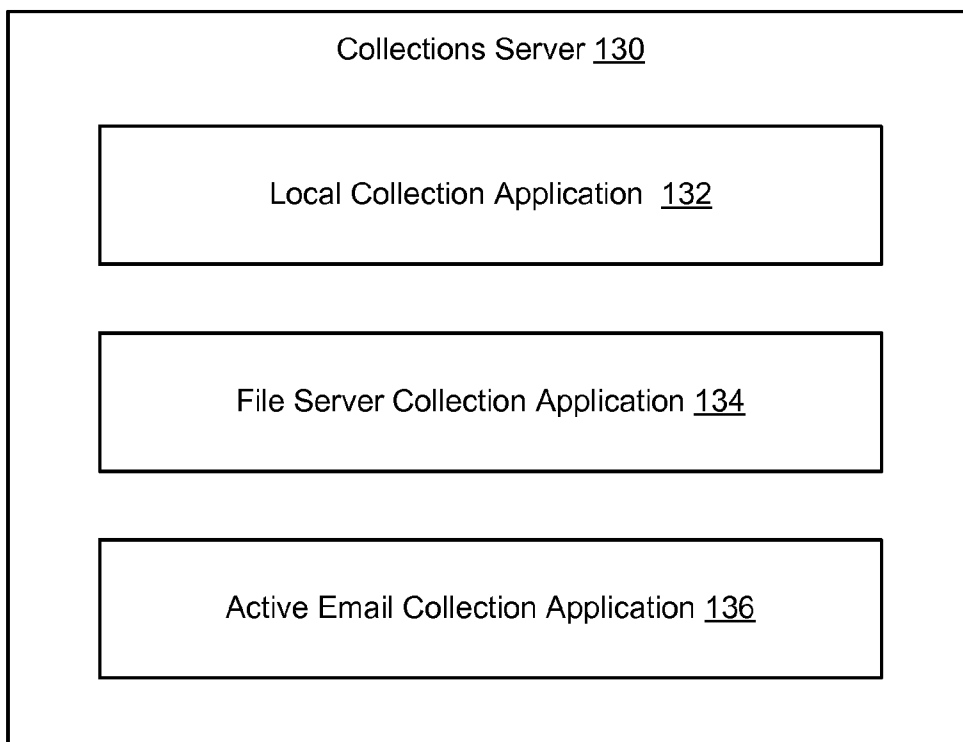 Collections Server 130
Local Collection Application 132
File Server Collection Application 134
Active Email Collection Application 136